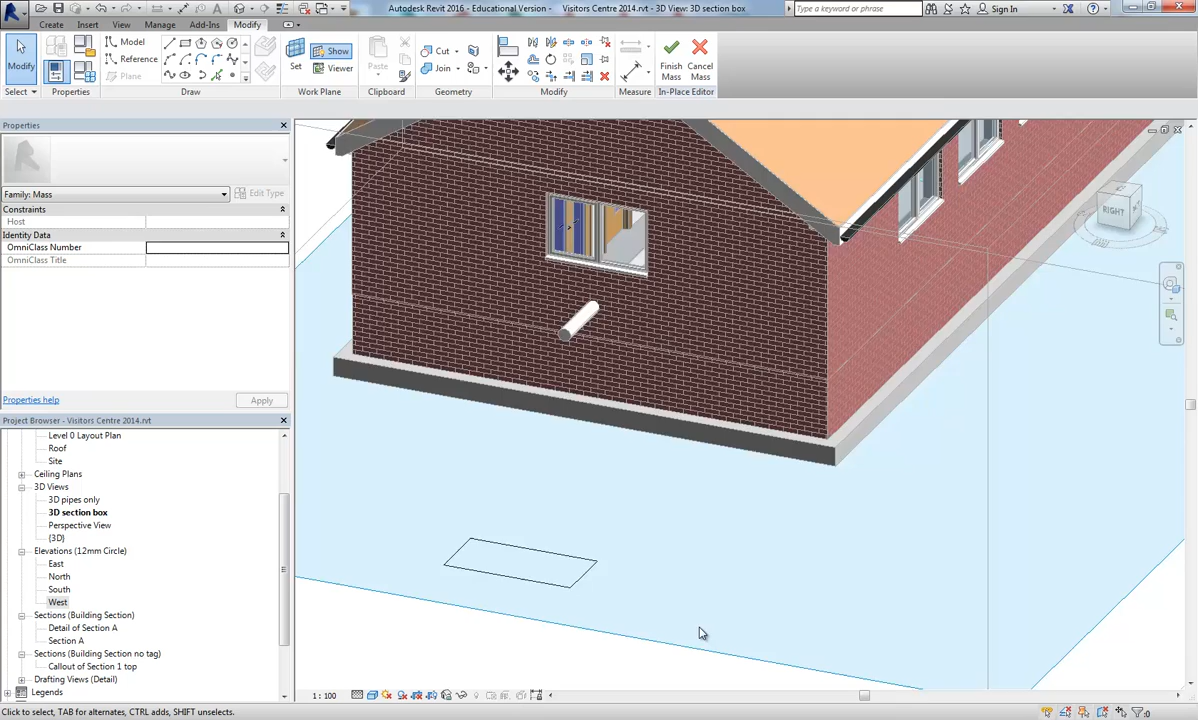 Autodesk Revit 2016 - Educational Version - Visitors Centre 2014.rvt - 3D View: 3D section box
Type a keyword or phrase
Sign In
Create Insert View Manage Add-Ins Modify
Modify
Model
Reference
Plane
Set
Show
Viewer
Paste
Cut
Join
Finish Mass
Cancel Mass
Select Properties Draw Work Plane Clipboard Geometry Modify Measure In-Place Editor
Properties
Family: Mass
Edit Type
Constraints
Host
Identity Data
OmniClass Number
OmniClass Title
Properties help
Apply
Project Browser - Visitors Centre 2014.rvt
Level 0 Layout Plan
Roof
Site
Ceiling Plans
3D Views
3D pipes only
3D section box
Perspective View
{3D}
Elevations (12mm Circle)
East
North
South
West
Sections (Building Section)
Detail of Section A
Section A
Sections (Building Section no tag)
Callout of Section 1 top
Drafting Views (Detail)
Legends
RIGHT
1 : 100
Click to select, TAB for alternates, CTRL adds, SHIFT unselects.
:0